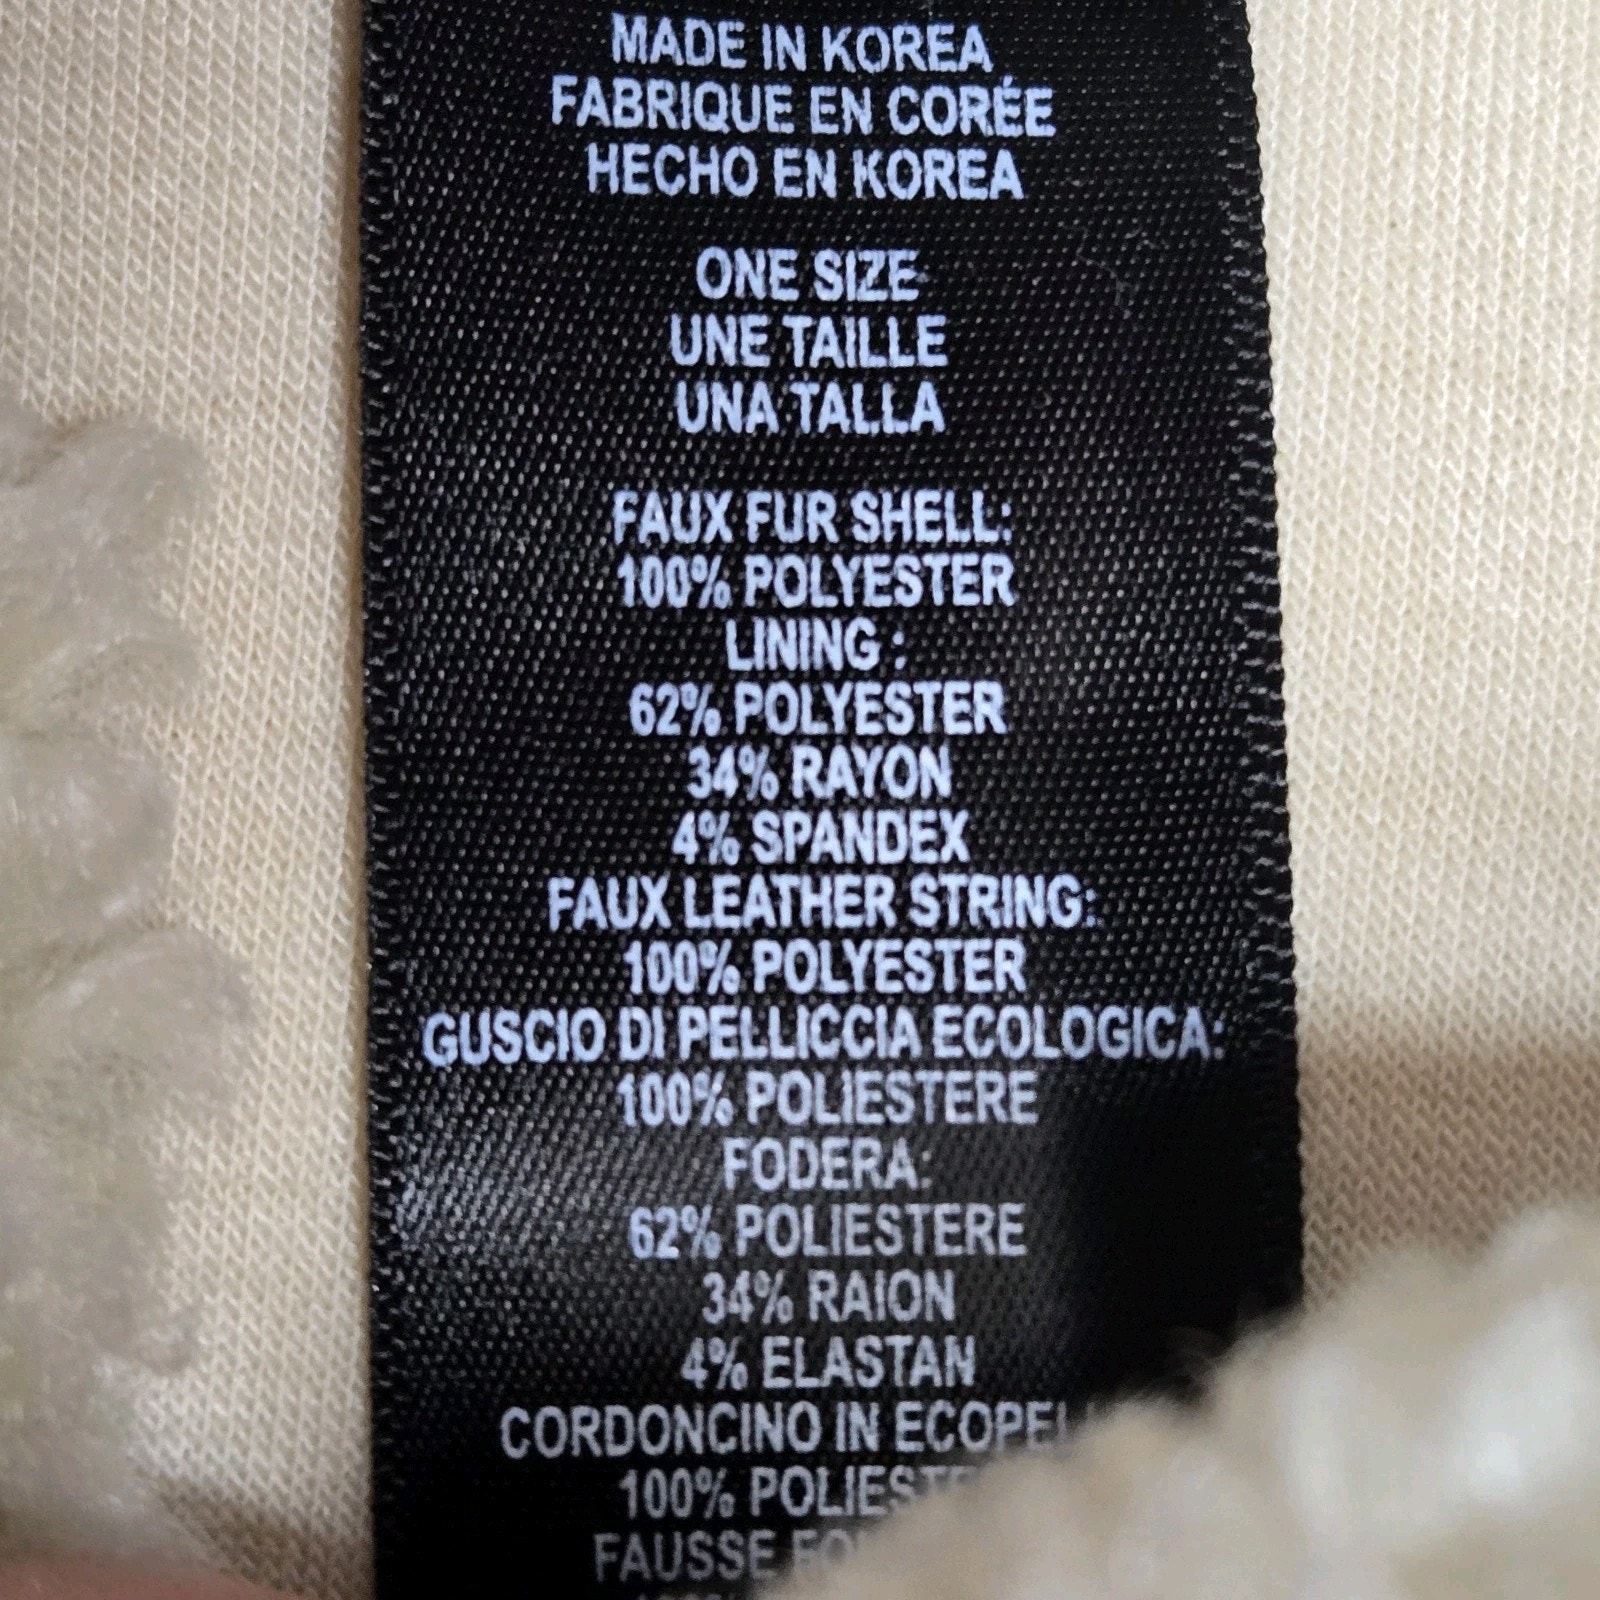 MADE IN KOREA
FABRIQUE EN CORÉE
HECHO EN KOREA
ONE SIZE
UNE TAILLE
UNA TALLA
FAUX FUR SHELL:
100% POLYESTER
LINING :
62% POLYESTER
34% RAYON
4% SPANDEX
FAUX LEATHER STRING:
100% POLYESTER
GUSCIO DI PELLICCIA ECOLOGICA:
100% POLIESTERE
FODERA:
62% POLIESTERE
34% RAION
4% ELASTAN
CORDONCINO IN
100%
FAUSSE